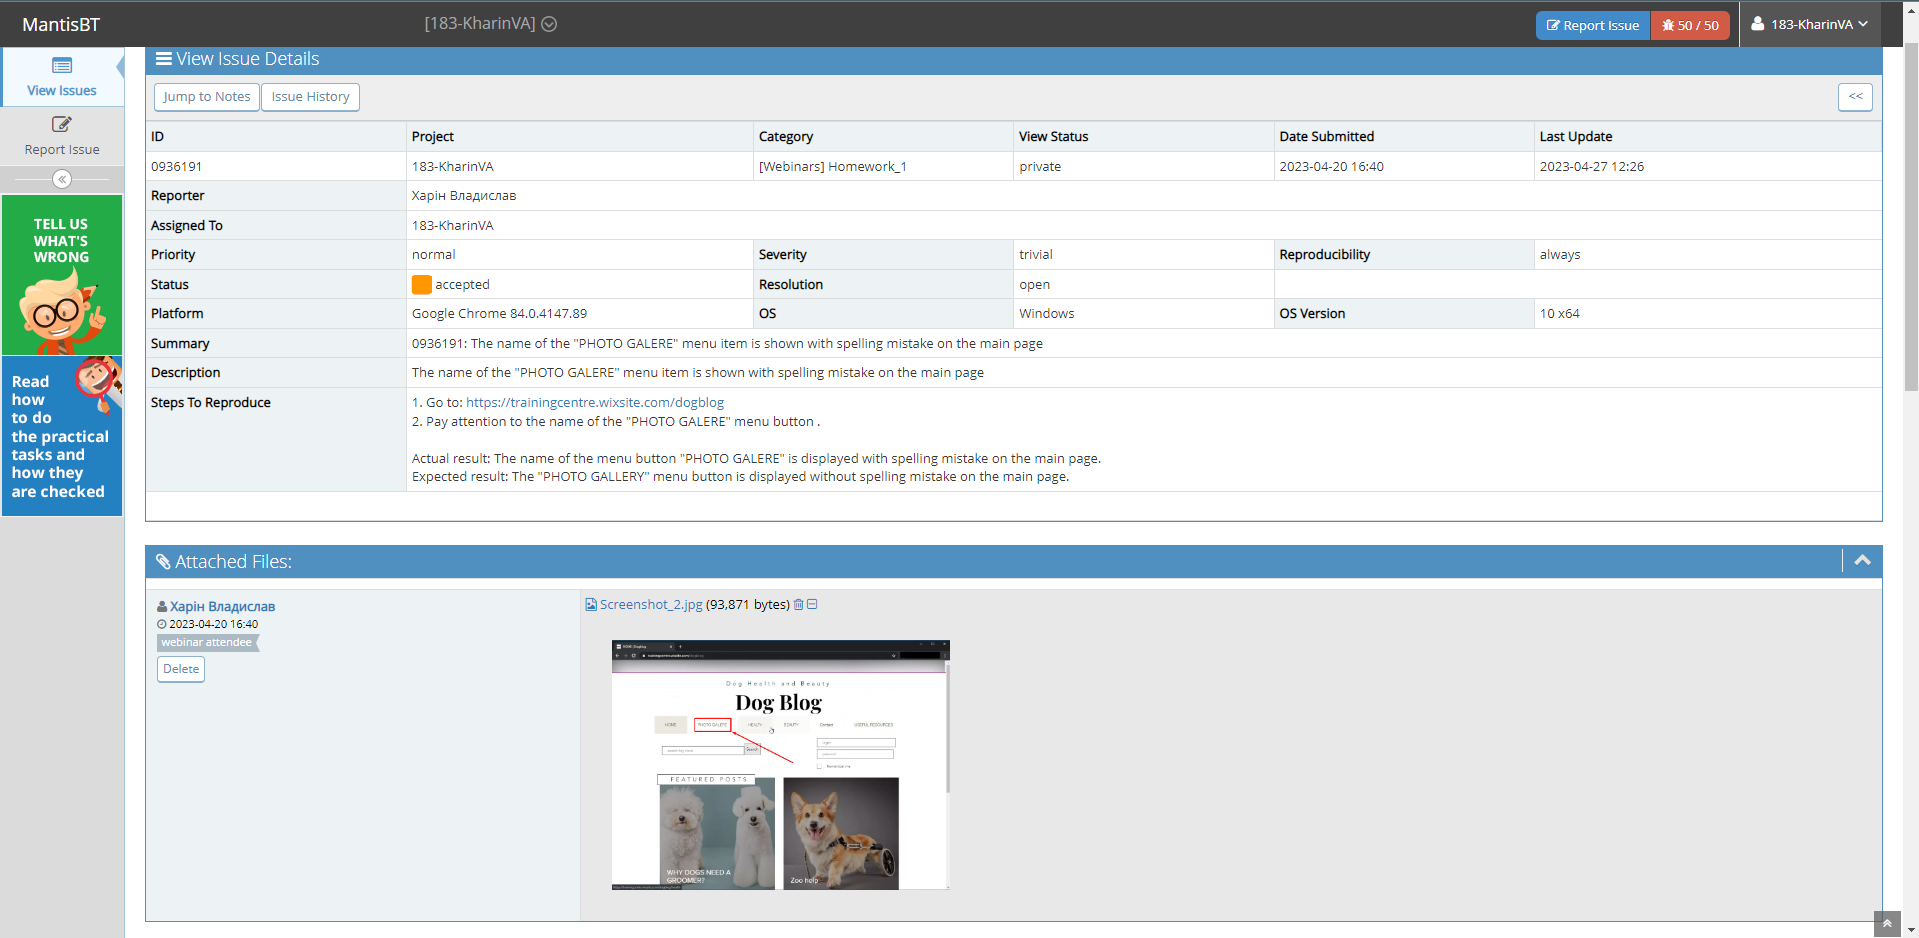 MantisBT
[183-KharinVA]
Report Issue
50 / 50
183-KharinVA
View Issues
Report Issue
TELL US
WHAT'S
WRONG
Read
how
to do
the practical
tasks and
how they
are checked
View Issue Details
Jump to Notes
Issue History
<<
ID Project Category View Status Date Submitted Last Update
0936191 183-KharinVA [Webinars] Homework_1 private 2023-04-20 16:40 2023-04-27 12:26
Reporter Харін Владислав
Assigned To 183-KharinVA
Priority normal Severity trivial Reproducibility always
Status accepted Resolution open
Platform Google Chrome 84.0.4147.89 OS Windows OS Version 10 x64
Summary 0936191: The name of the "PHOTO GALERE" menu item is shown with spelling mistake on the main page
Description The name of the "PHOTO GALERE" menu item is shown with spelling mistake on the main page
Steps To Reproduce 1. Go to: https://trainingcentre.wixsite.com/dogblog
2. Pay attention to the name of the "PHOTO GALERE" menu button .
Actual result: The name of the menu button "PHOTO GALERE" is displayed with spelling mistake on the main page.
Expected result: The "PHOTO GALLERY" menu button is displayed without spelling mistake on the main page.
Attached Files:
Харін Владислав
2023-04-20 16:40
webinar attendee
Delete
Screenshot_2.jpg (93,871 bytes)
Dog Health and Beauty
Dog Blog
HOME PHOTO GALERE HEALTH BEAUTY Contact USEFUL RESOURCES
Search
login
password
Remember me
FEATURED POSTS
WHY DOGS NEED A
GROOMER?
Zoo help